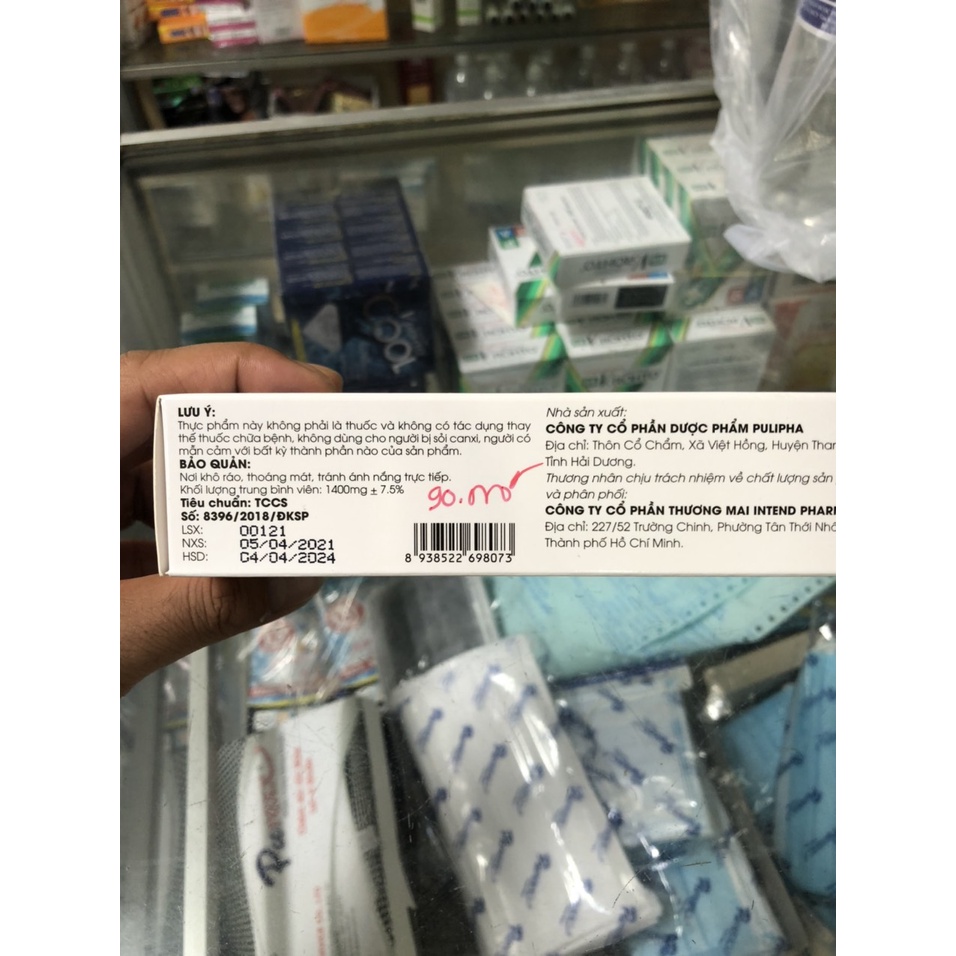 LƯU Ý:
Thực phẩm này không phải là thuốc và không có tác dụng thay
thế thuốc chữa bệnh, không dùng cho người bị sỏi canxi, người có
mẫn cảm với bất kỳ thành phần nào của sản phẩm.
BẢO QUẢN:
Nơi khô ráo, thoáng mát, tránh ánh nắng trực tiếp.
Khối lượng trung bình viên: 1400mg ± 7.5%
Tiêu chuẩn: TCCS
Số: 8396/2018/ĐKSP
LSX: 00121
NXS: 05/04/2021
HSD: 04/04/2024
8 938522 698073
Nhà sản xuất:
CÔNG TY CỔ PHẦN DƯỢC PHẨM PULIPHA
Địa chỉ: Thôn Cổ Chẩm, Xã Việt Hồng, Huyện
Tỉnh Hải Dương.
Thương nhân chịu trách nhiệm về chất lượng sản
và phân phối:
CÔNG TY CỔ PHẦN THƯƠNG MAI INTEND
Địa chỉ: 227/52 Trường Chinh, Phường Tân Thới
Thành phố Hồ Chí Minh.